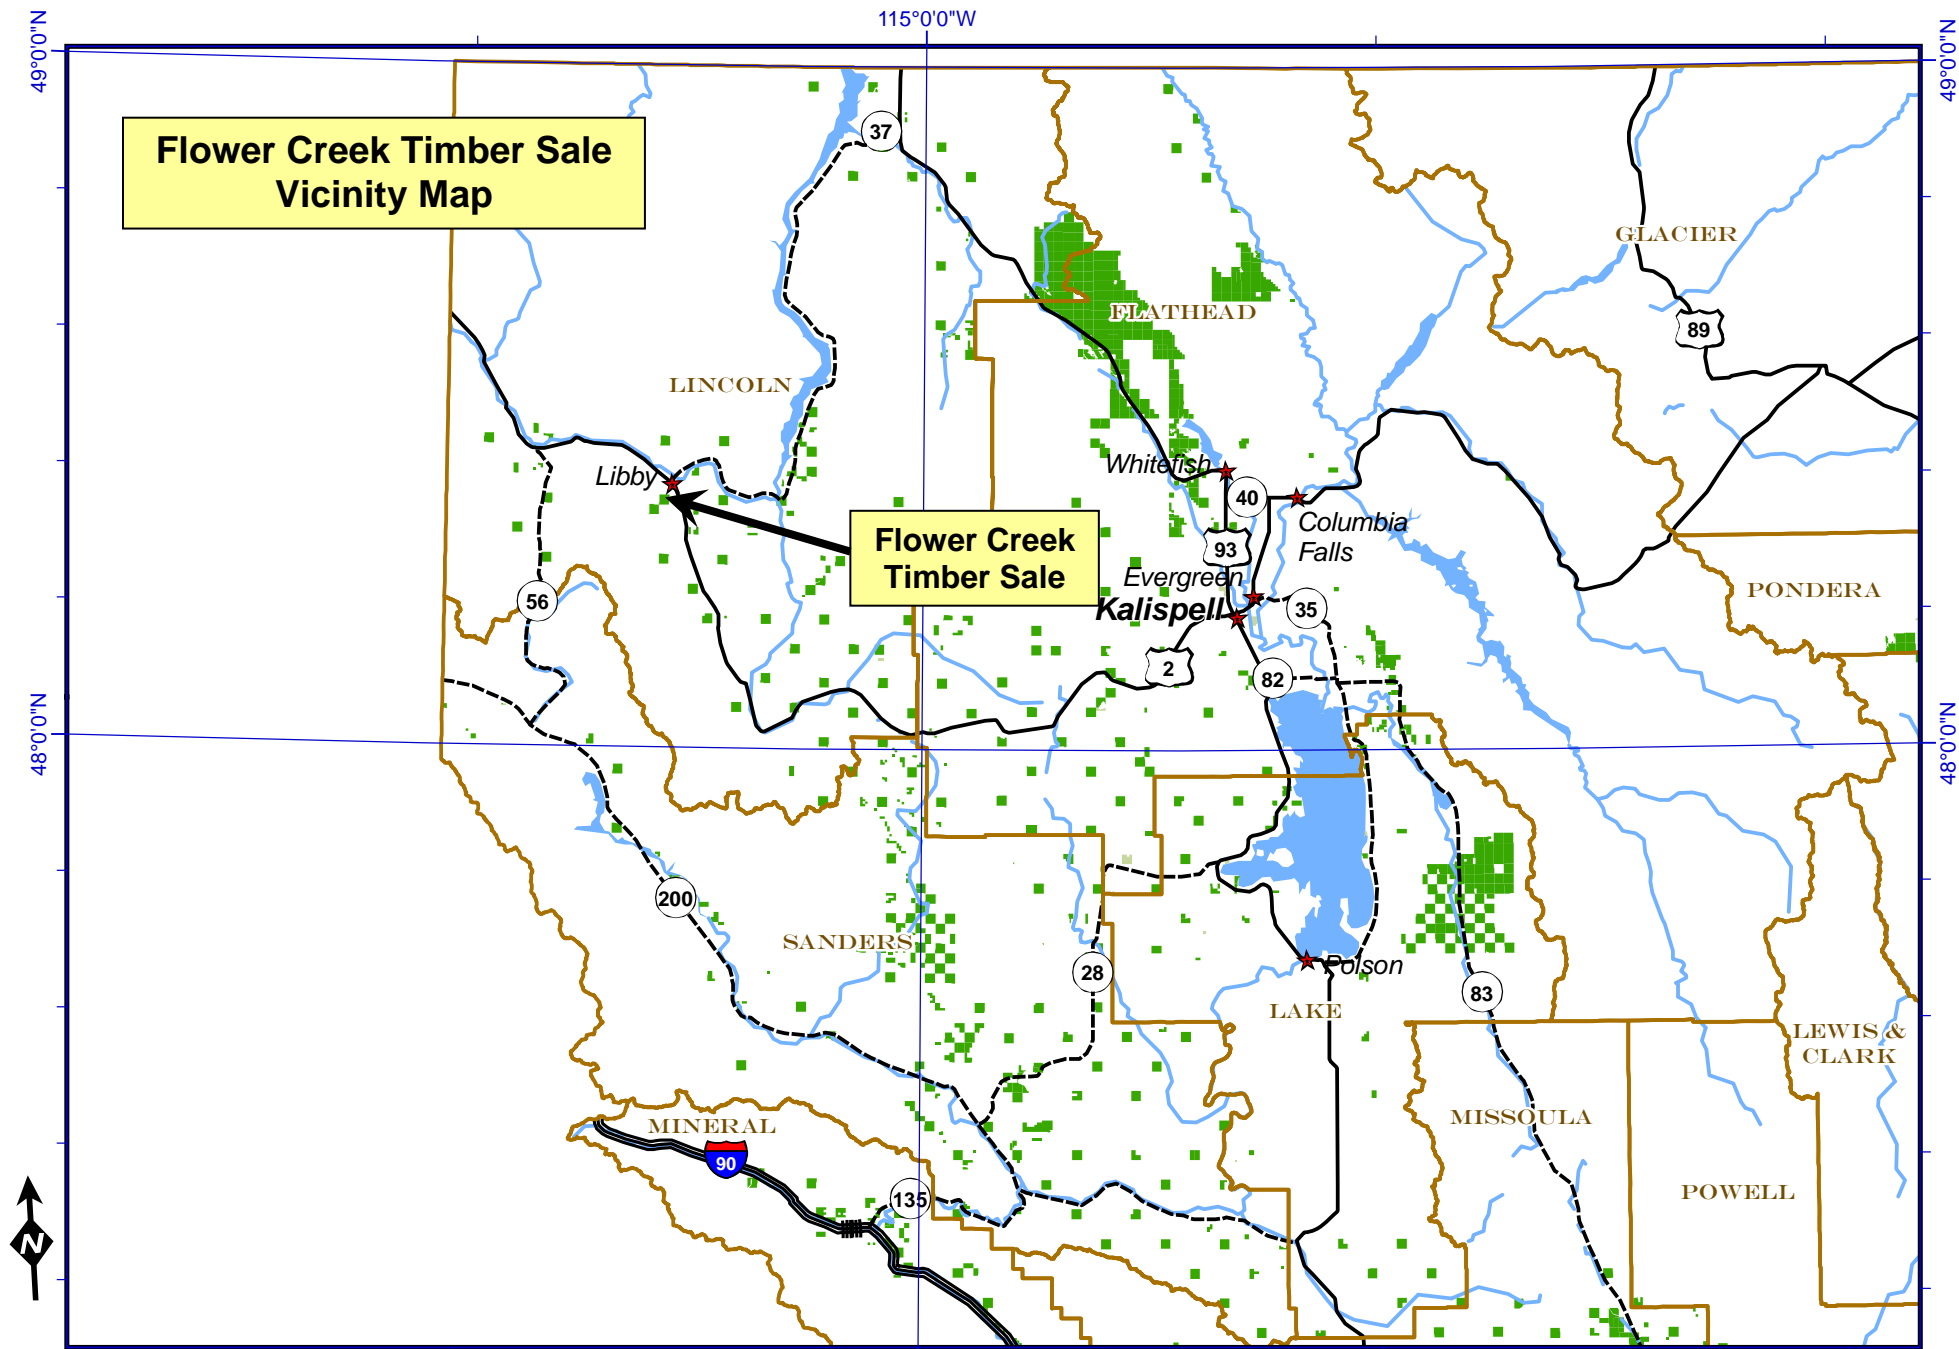 115°0'0"W
49°0'0"N
49°0'0"N
Flower Creek Timber Sale
Vicinity Map
37
GLACIER
FLATHEAD
89
LINCOLN
Whitefish
Libby
40
Columbia
Falls
Flower Creek
Timber Sale
93
Evergreen
Kalispell
56
35
PONDERA
2
82
48°0'0"N
48°0'0"N
200
SANDERS
28
Polson
83
LAKE
LEWIS &
CLARK
MINERAL
MISSOULA
90
135
POWELL
N